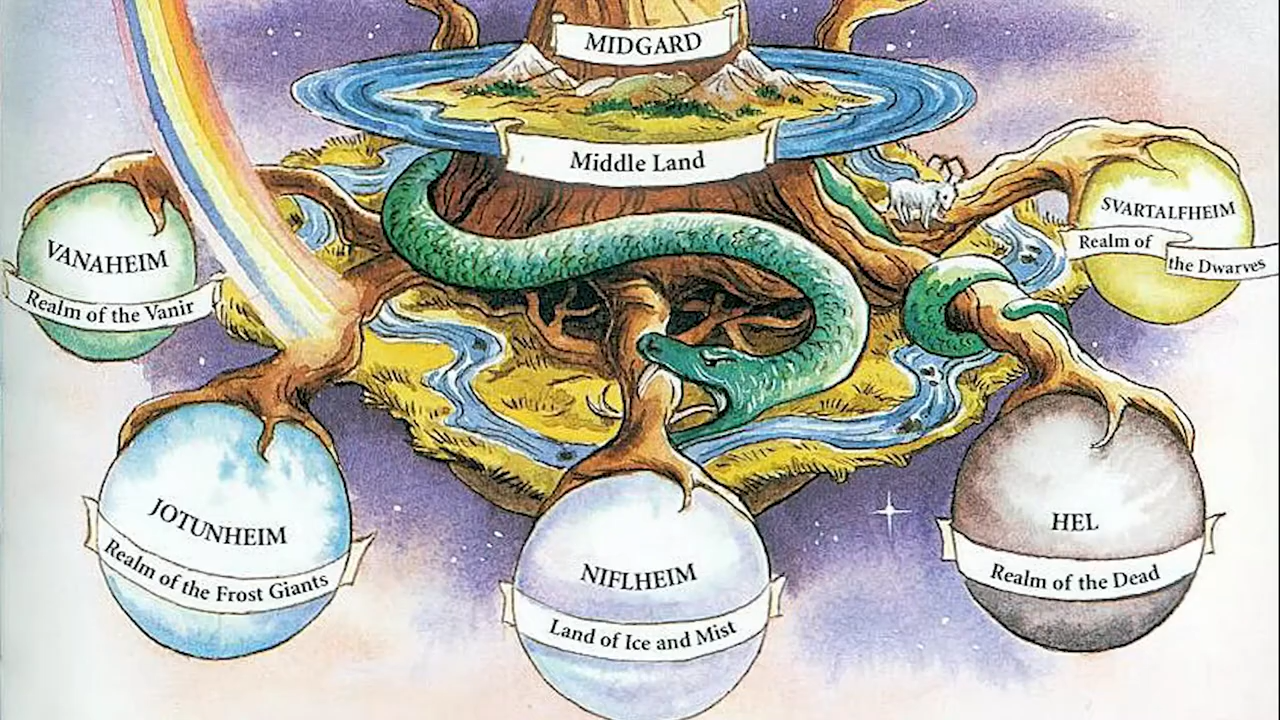 MIDGARD
Middle Land
VANAHEIM
Realm of the Vanir
SVARTALFHEIM
Realm of
the Dwarves
JOTUNHEIM
Realm of the Frost Giants
NIFLHEIM
Land of Ice and Mist
HEL
Realm of the Dead